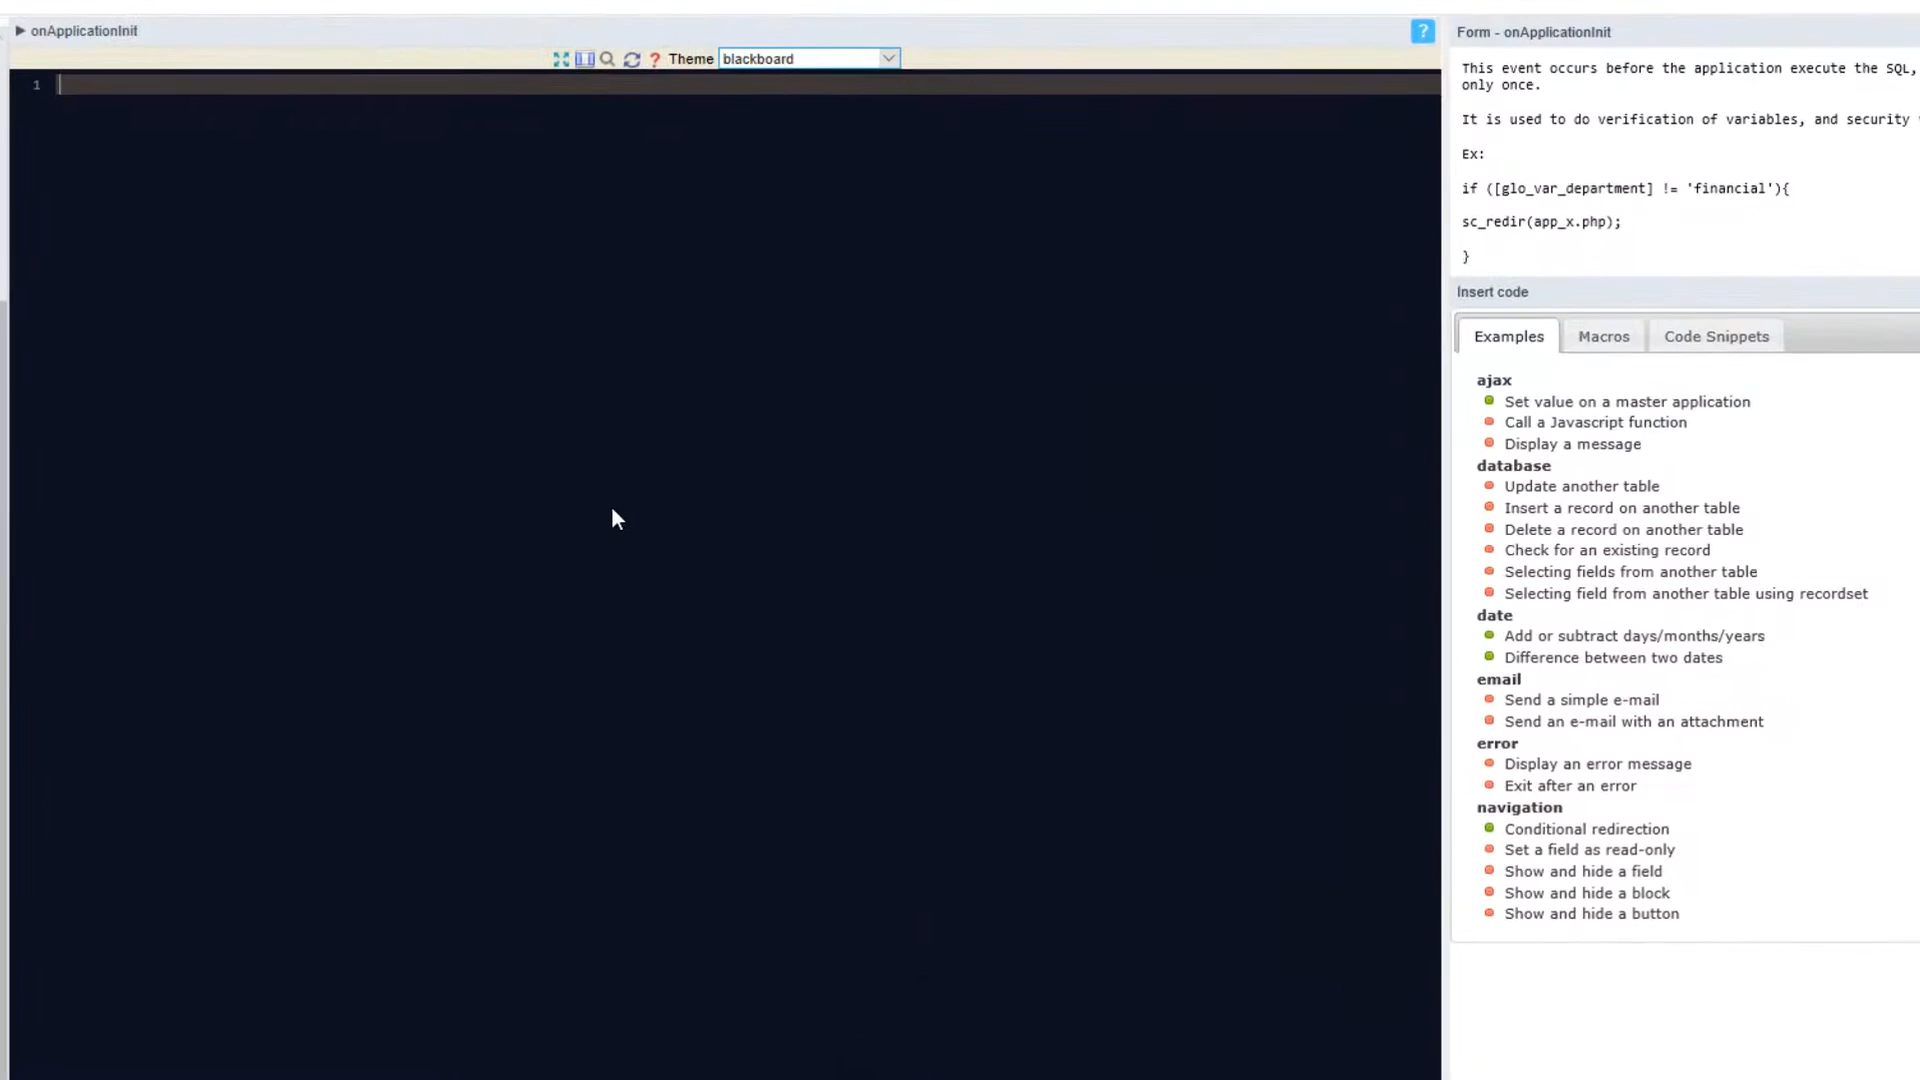 onApplicationInit
?
? Theme blackboard
1
Form - onApplicationInit
This event occurs before the application execute the SQL,
only once.
It is used to do verification of variables, and security
Ex:
if ([glo_var_department] != 'financial'){
sc_redir(app_x.php);
}
Insert code
Examples Macros Code Snippets
ajax
Set value on a master application
Call a Javascript function
Display a message
database
Update another table
Insert a record on another table
Delete a record on another table
Check for an existing record
Selecting fields from another table
Selecting field from another table using recordset
date
Add or subtract days/months/years
Difference between two dates
email
Send a simple e-mail
Send an e-mail with an attachment
error
Display an error message
Exit after an error
navigation
Conditional redirection
Set a field as read-only
Show and hide a field
Show and hide a block
Show and hide a button